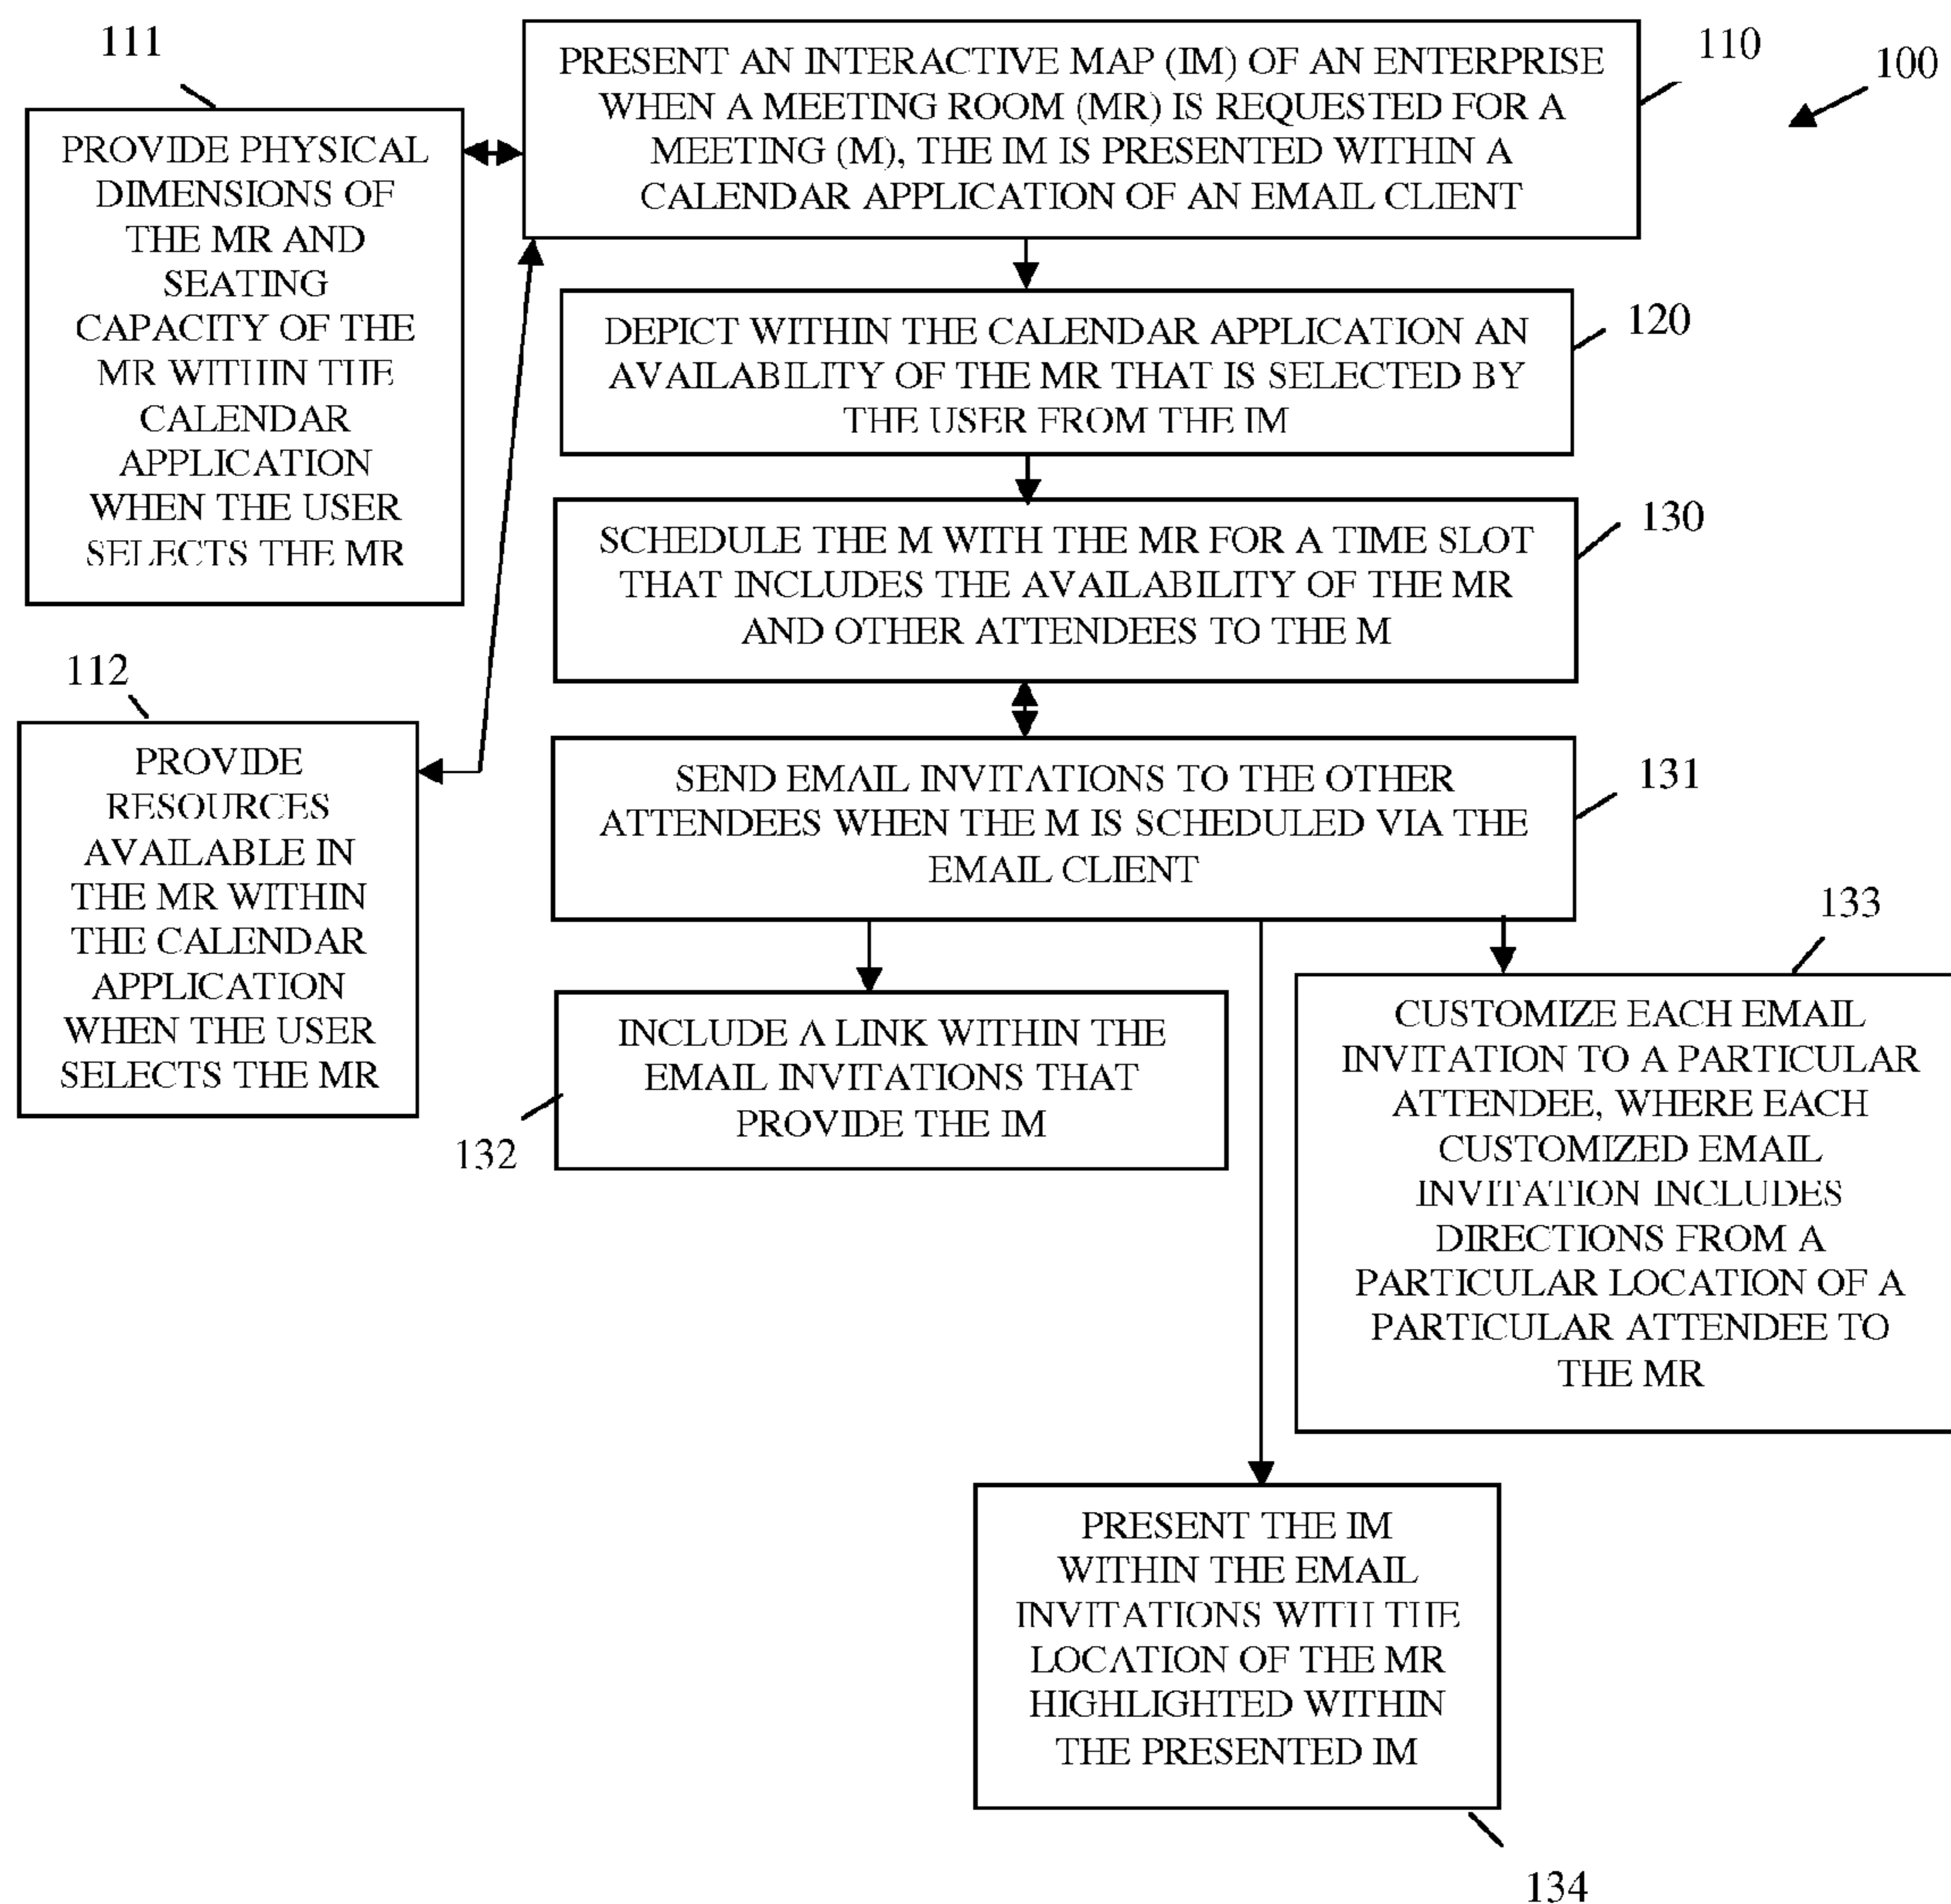 111
110
100
PRESENT AN INTERACTIVE MAP (IM) OF AN ENTERPRISE
WHEN A MEETING ROOM (MR) IS REQUESTED FOR A
MEETING (M), THE IM IS PRESENTED WITHIN A
CALENDAR APPLICATION OF AN EMAIL CLIENT
PROVIDE PHYSICAL
DIMENSIONS OF
THE MR AND
SEATING
CAPACITY OF THE
MR WITHIN THE
CALENDAR
APPLICATION
WHEN THE USER
SELECTS THE MR
120
DEPICT WITHIN THE CALENDAR APPLICATION AN
AVAILABILITY OF THE MR THAT IS SELECTED BY
THE USER FROM THE IM
130
SCHEDULE THE M WITH THE MR FOR A TIME SLOT
THAT INCLUDES THE AVAILABILITY OF THE MR
AND OTHER ATTENDEES TO THE M
112
PROVIDE
RESOURCES
AVAILABLE IN
THE MR WITHIN
THE CALENDAR
APPLICATION
WHEN THE USER
SELECTS THE MR
131
SEND EMAIL INVITATIONS TO THE OTHER
ATTENDEES WHEN THE M IS SCHEDULED VIA THE
EMAIL CLIENT
132
INCLUDE A LINK WITHIN THE
EMAIL INVITATIONS THAT
PROVIDE THE IM
133
CUSTOMIZE EACH EMAIL
INVITATION TO A PARTICULAR
ATTENDEE, WHERE EACH
CUSTOMIZED EMAIL
INVITATION INCLUDES
DIRECTIONS FROM A
PARTICULAR LOCATION OF A
PARTICULAR ATTENDEE TO
THE MR
PRESENT THE IM
WITHIN THE EMAIL
INVITATIONS WITH THE
LOCATION OF THE MR
HIGHLIGHTED WITHIN
THE PRESENTED IM
134